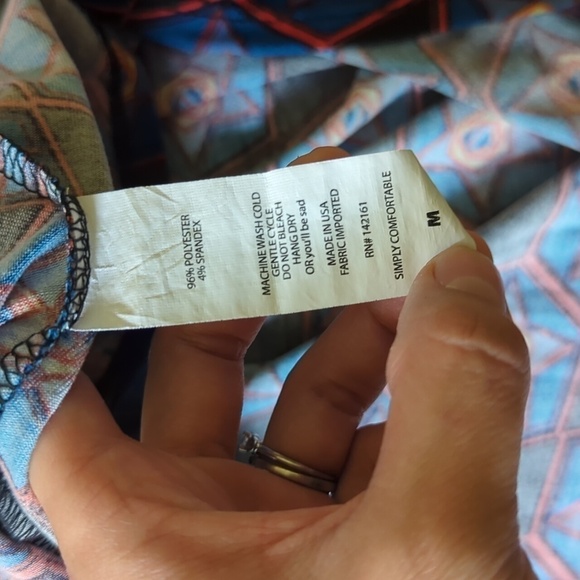 96% POLYESTER
4% SPANDEX
MACHINE WASH COLD
GENTLE CYCLE
DO NOT BLEACH
HANG DRY
OR you'll be sad
MADE IN USA
FABRIC IMPORTED
RN# 142161
SIMPLY COMFORTABLE
M